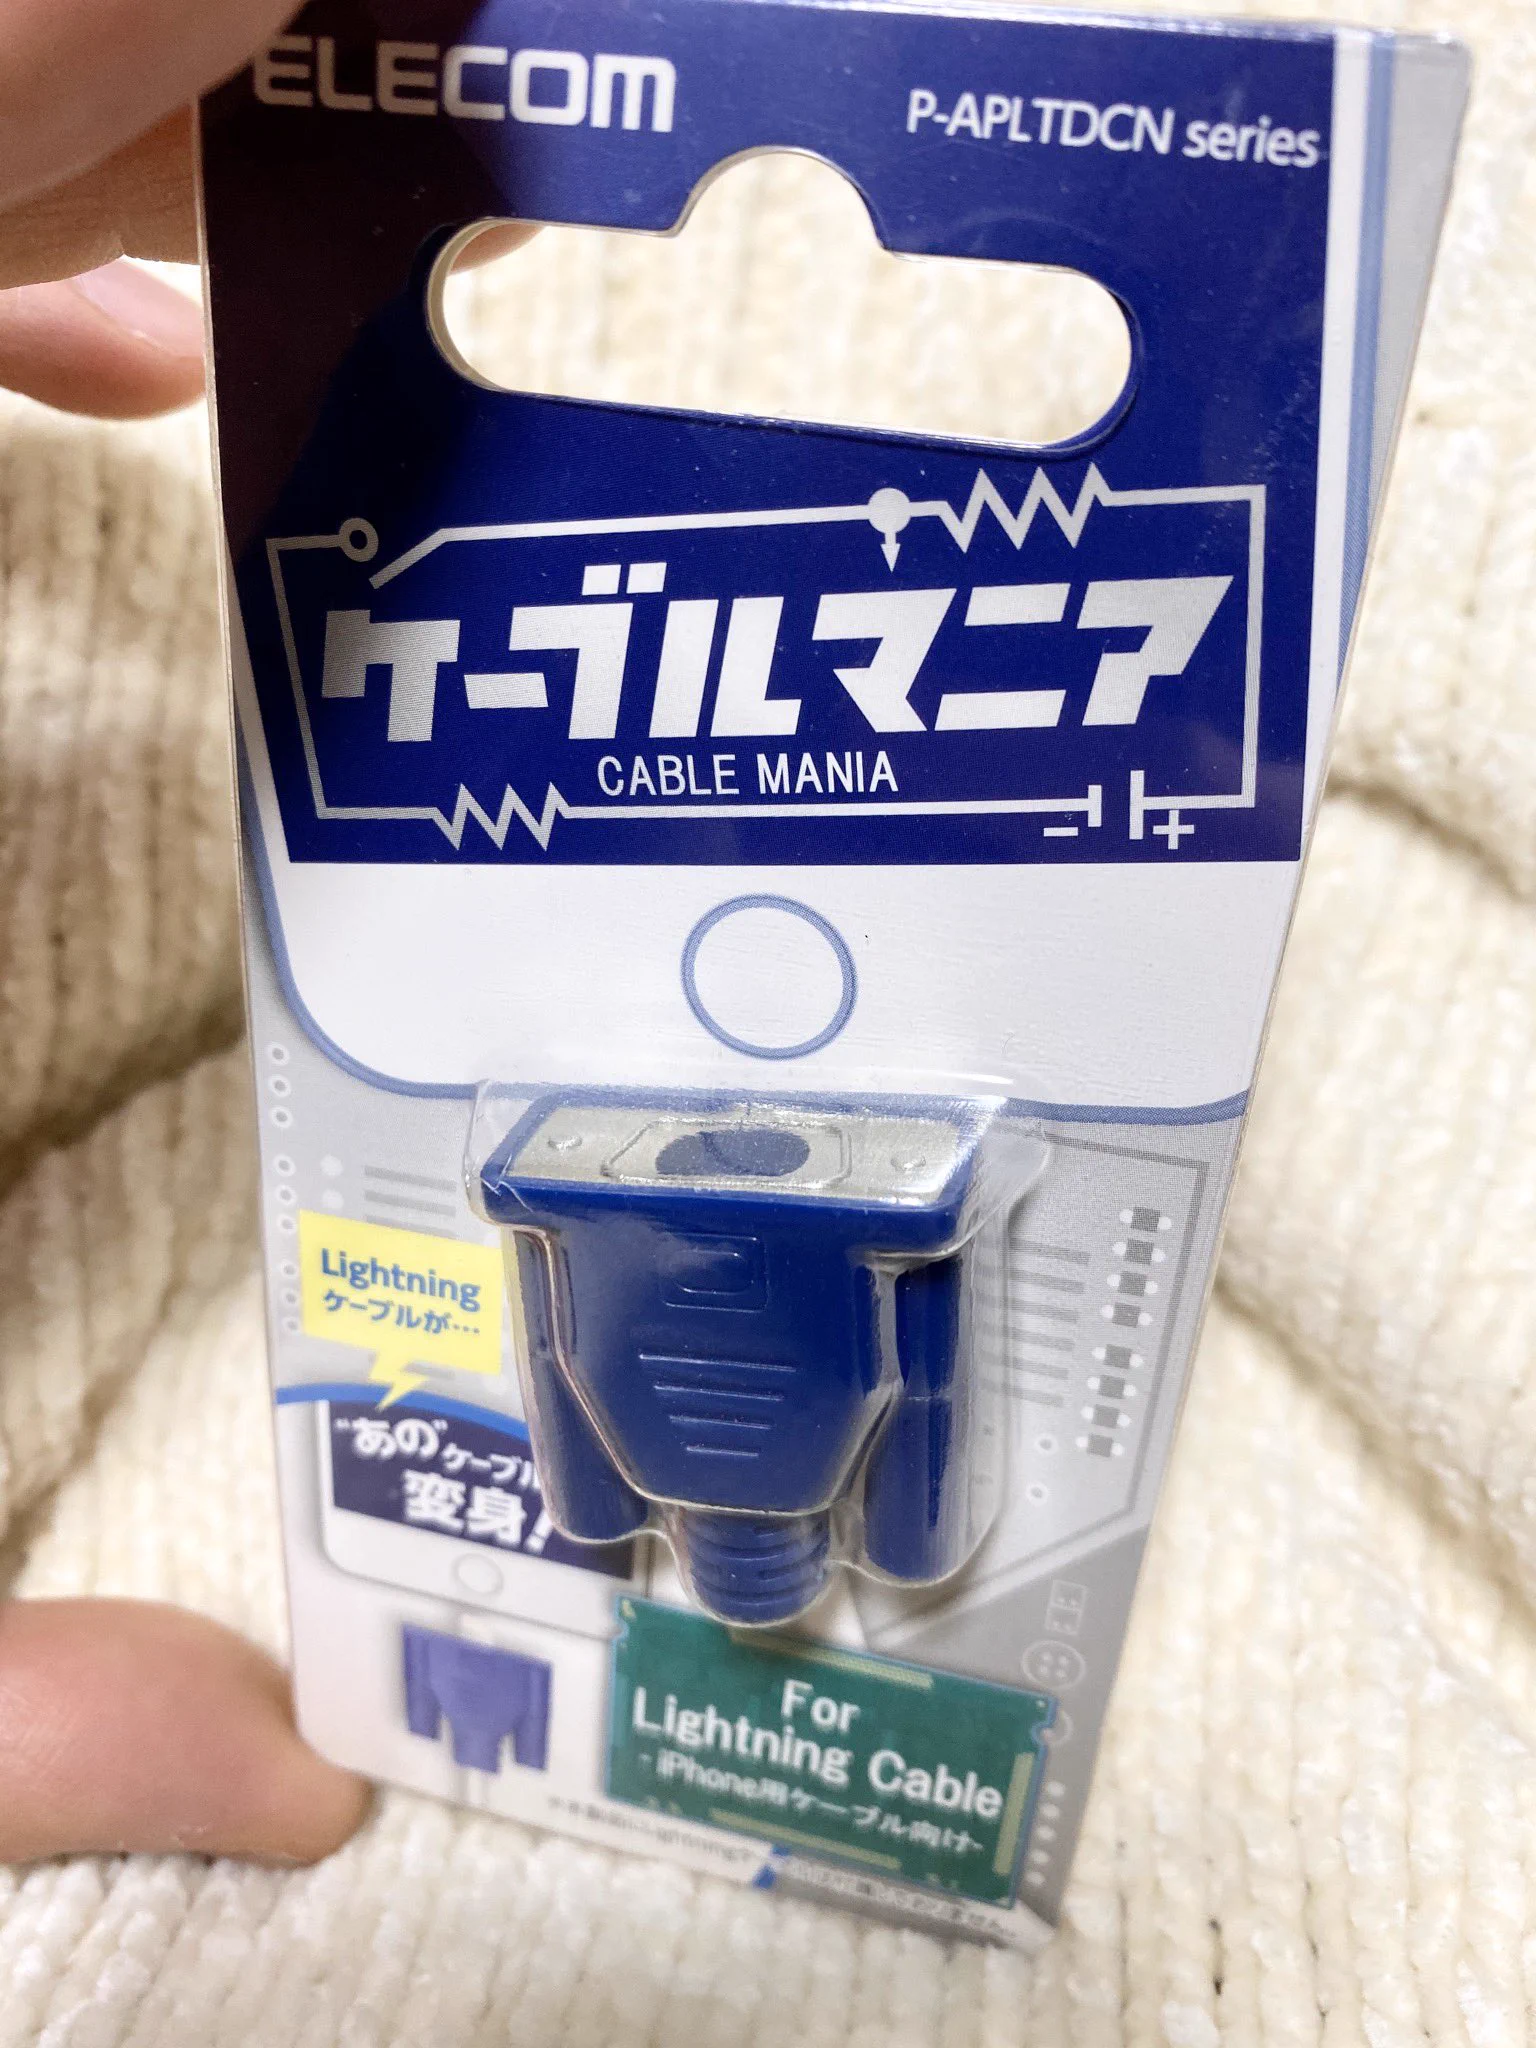 ELECOM
P-APLTDCN series
ケーブルマニア
CABLE MANIA
- +
Lightning
ケーブルが…
"あの"ケーブル
変身!
For
Lightning Cable
- iPhone用ケーブル向け-